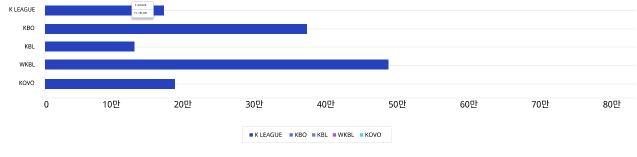 K LEAGUE
KBO
KBL
WKBL
KOVO
0 10만 20만 30만 40만 50만 60만 70만 80만
K LEAGUE KBO KBL WKBL KOVO